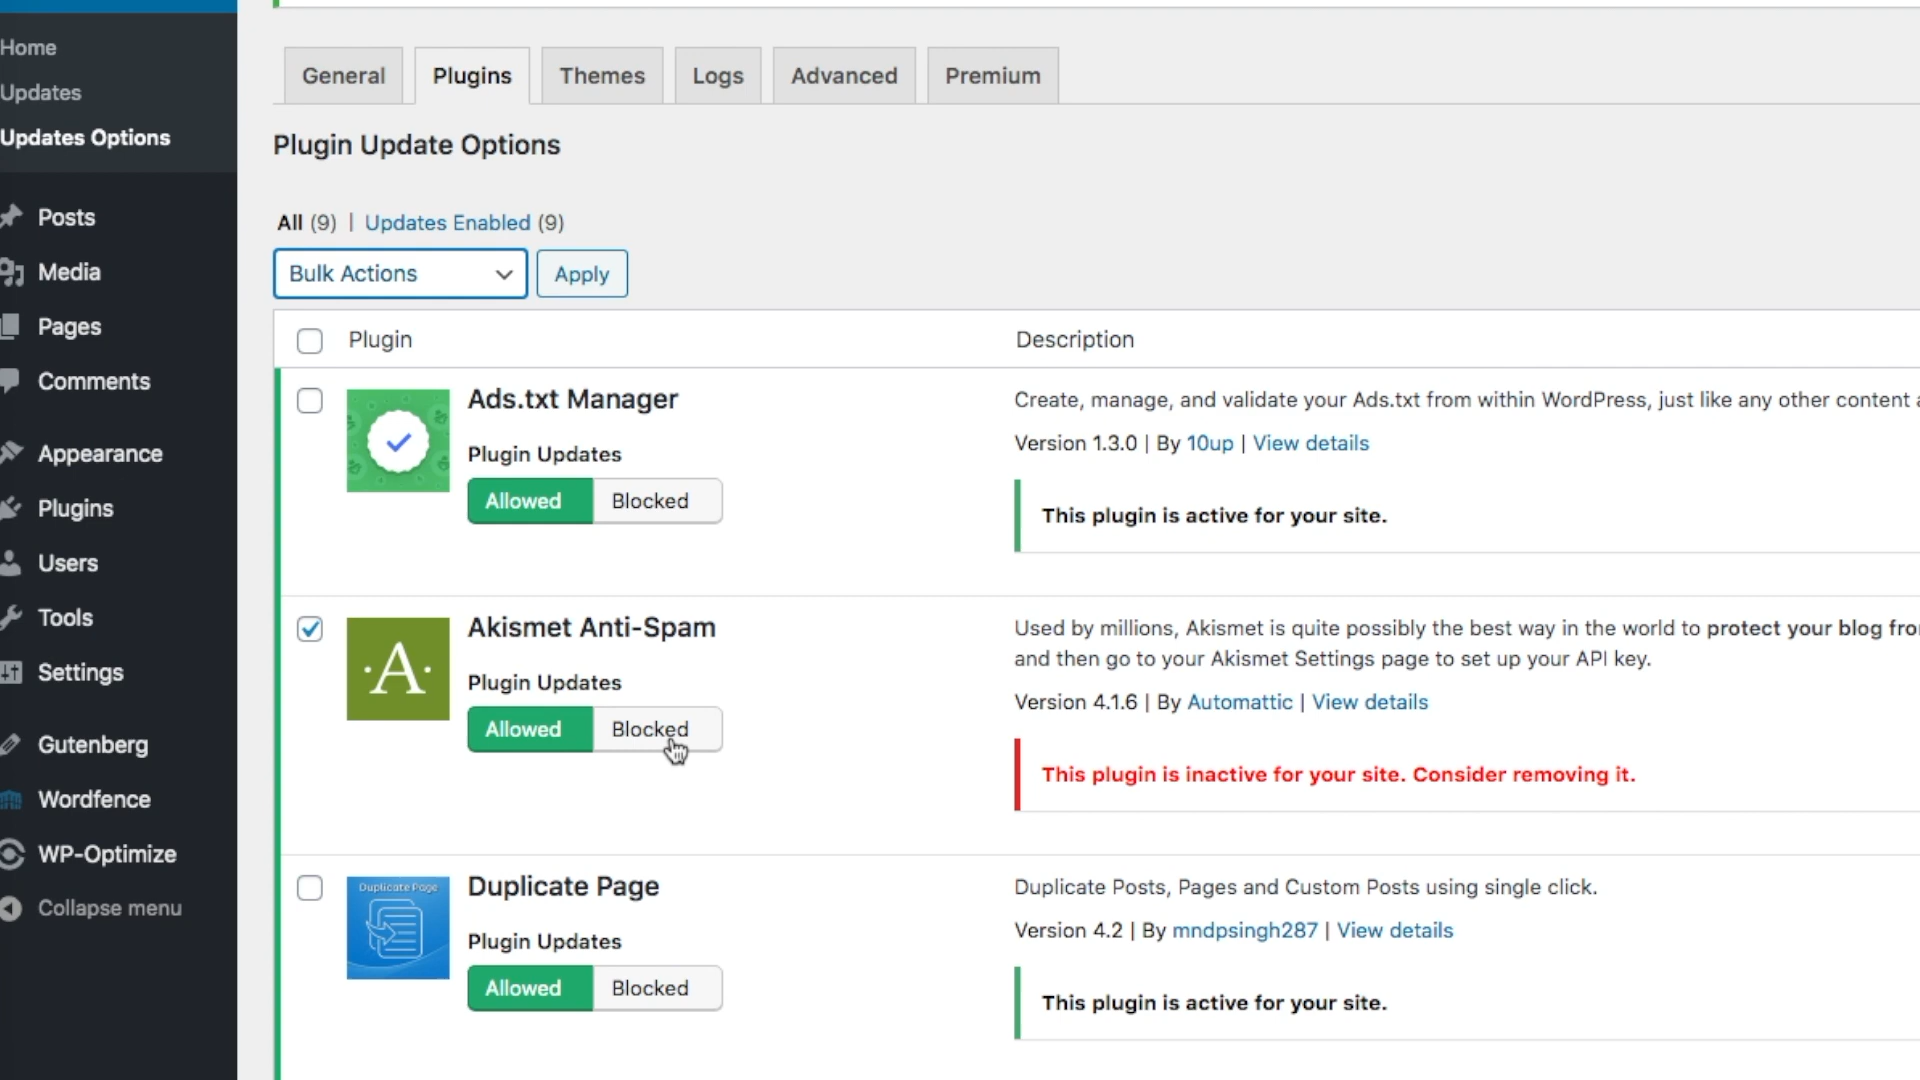 Home
Updates
Updates Options
Posts
Media
Pages
Comments
Appearance
Plugins
Users
Tools
Settings
Gutenberg
Wordfence
WP-Optimize
Collapse menu
General
Plugins
Themes
Logs
Advanced
Premium
Plugin Update Options
All (9) | Updates Enabled (9)
Bulk Actions
Apply
Plugin
Description
Ads.txt Manager
Plugin Updates
Allowed
Blocked
Create, manage, and validate your Ads.txt from within WordPress, just like any other content
Version 1.3.0 | By 10up | View details
This plugin is active for your site.
·A·
Akismet Anti-Spam
Plugin Updates
Allowed
Blocked
Used by millions, Akismet is quite possibly the best way in the world to protect your blog
and then go to your Akismet Settings page to set up your API key.
Version 4.1.6 | By Automattic | View details
This plugin is inactive for your site. Consider removing it.
Duplicate Page
Duplicate Page
Plugin Updates
Allowed
Blocked
Duplicate Posts, Pages and Custom Posts using single click.
Version 4.2 | By mndpsingh287 | View details
This plugin is active for your site.